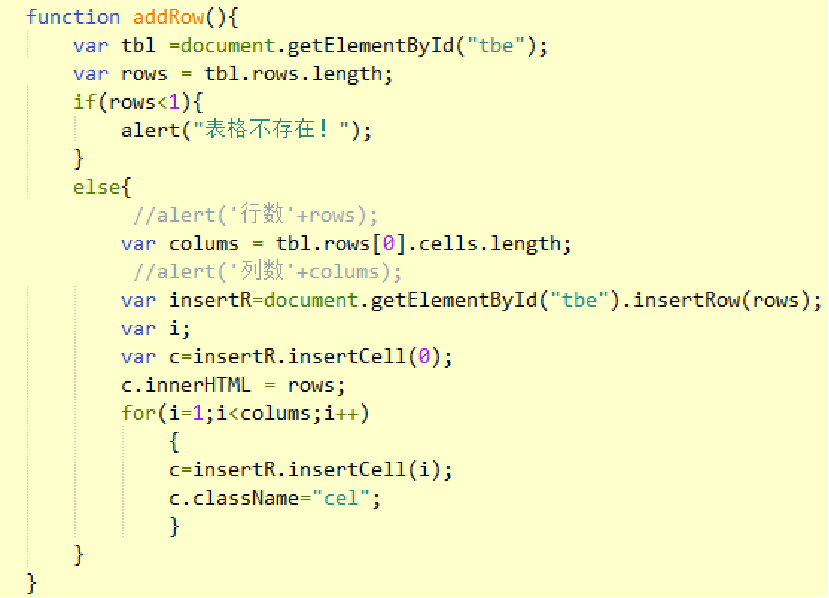 function addRow(){
    var tbl =document.getElementById("tbe");
    var rows = tbl.rows.length;
    if(rows<1){
        alert("表格不存在！");
    }
    else{
         //alert('行数'+rows);
        var colums = tbl.rows[0].cells.length;
         //alert('列数'+colums);
        var insertR=document.getElementById("tbe").insertRow(rows);
        var i;
        var c=insertR.insertCell(0);
        c.innerHTML = rows;
        for(i=1;i<colums;i++)
            {
            c=insertR.insertCell(i);
            c.className="cel";
            }
    }
}